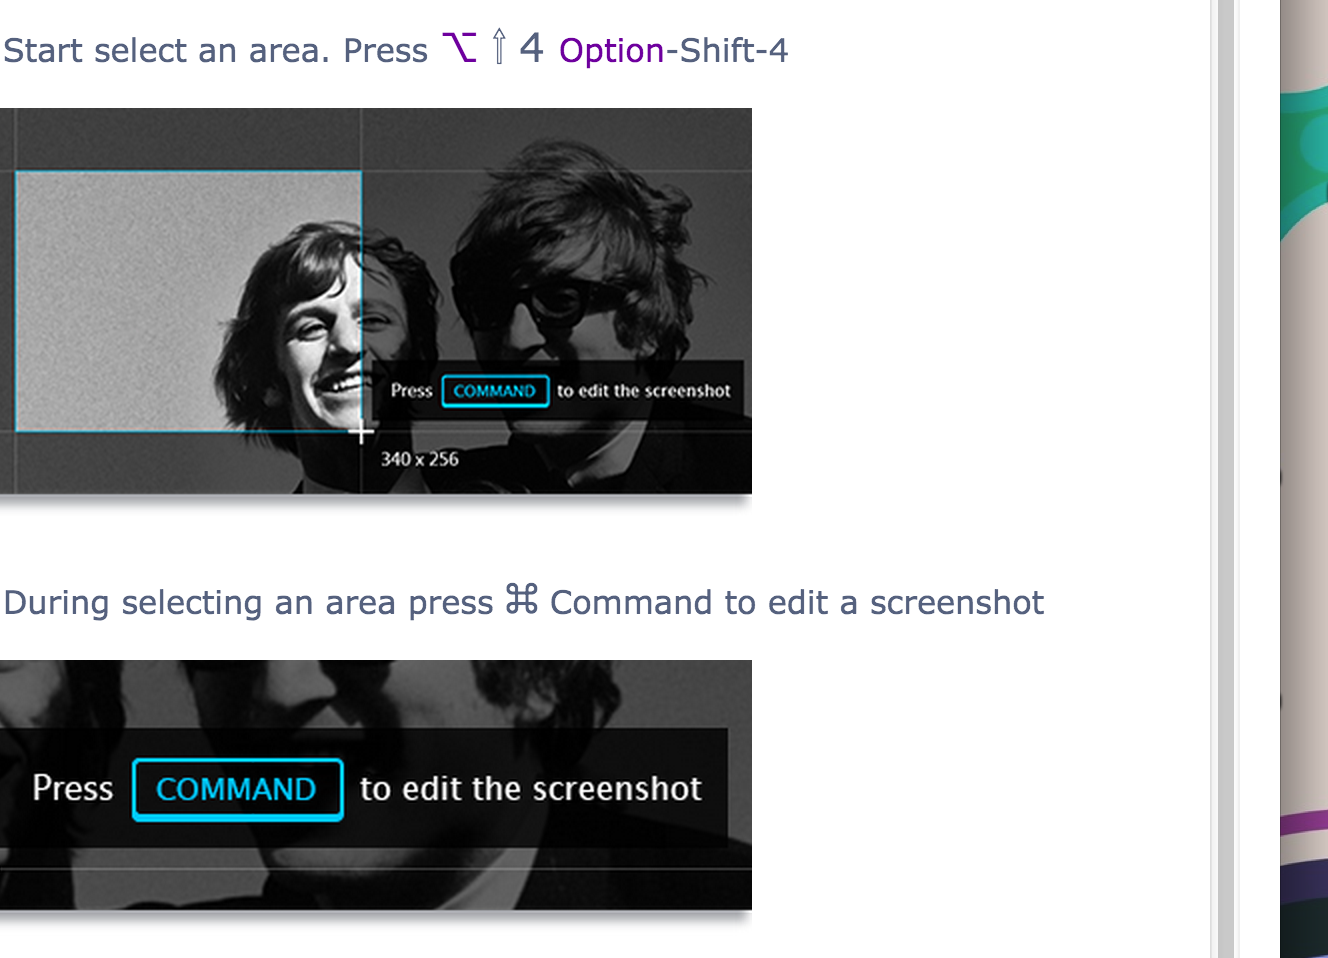 Start select an area. Press ⌥ ⇧ 4 Option-Shift-4
Press COMMAND to edit the screenshot
340 x 256
During selecting an area press ⌘ Command to edit a screenshot
Press COMMAND to edit the screenshot